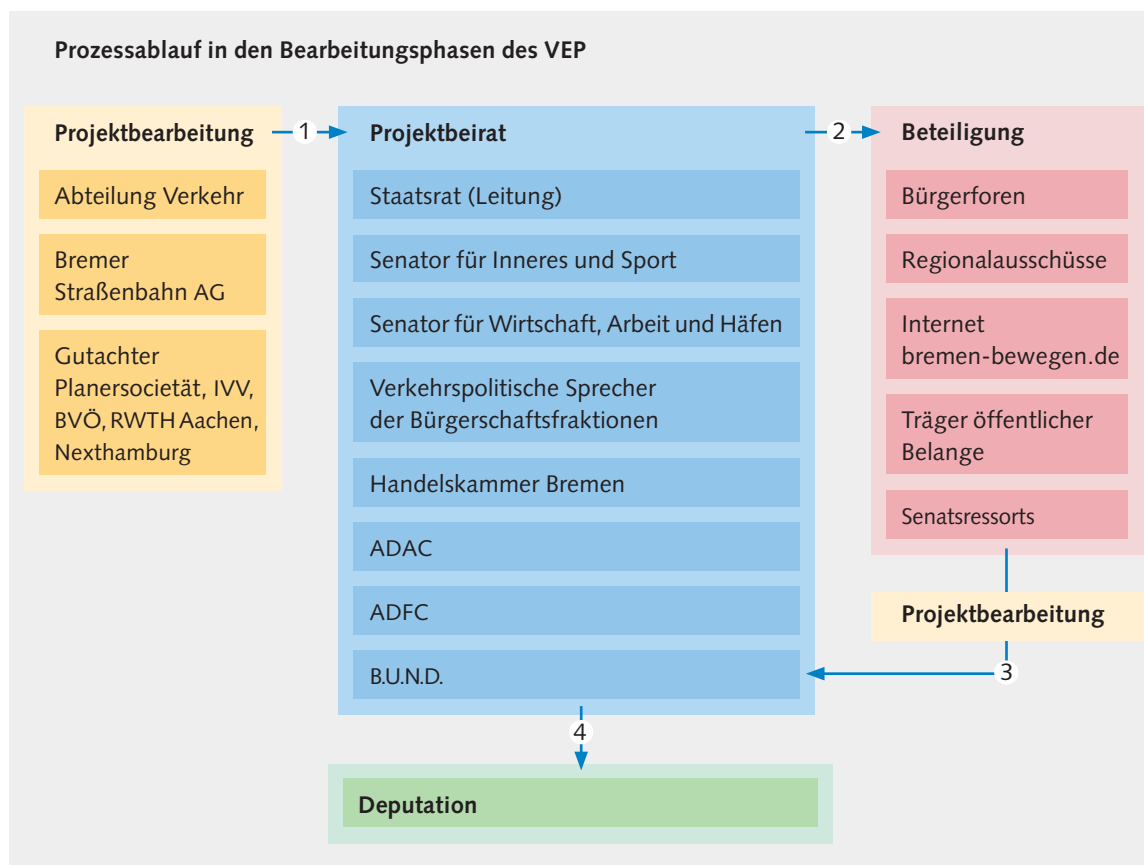 Prozessablauf in den Bearbeitungsphasen des VEP
Projektbearbeitung
Abteilung Verkehr
Bremer
Straßenbahn AG
Gutachter
Planersocietät, IVV,
BVÖ, RWTH Aachen,
Nexthamburg
1
Projektbeirat
Staatsrat (Leitung)
Senator für Inneres und Sport
Senator für Wirtschaft, Arbeit und Häfen
Verkehrspolitische Sprecher
der Bürgerschaftsfraktionen
Handelskammer Bremen
ADAC
ADFC
B.U.N.D.
2
Beteiligung
Bürgerforen
Regionalausschüsse
Internet
bremen-bewegen.de
Träger öffentlicher
Belange
Senatsressorts
Projektbearbeitung
3
4
Deputation